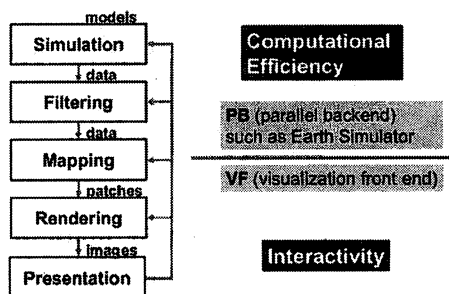 models
Simulation
data
Filtering
data
Mapping
patches
Rendering
images
Presentation
Computational
Efficiency
PB (parallel backend)
such as Earth Simulator
VF (visualization front end)
Interactivity